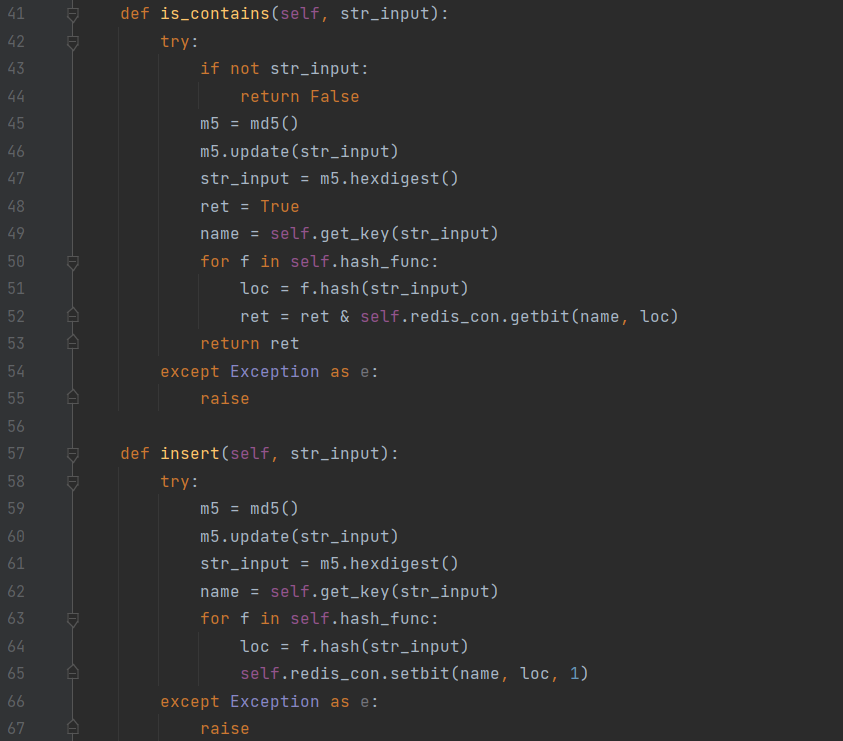 41 def is_contains(self, str_input):
42 try:
43 if not str_input:
44 return False
45 m5 = md5()
46 m5.update(str_input)
47 str_input = m5.hexdigest()
48 ret = True
49 name = self.get_key(str_input)
50 for f in self.hash_func:
51 loc = f.hash(str_input)
52 ret = ret & self.redis_con.getbit(name, loc)
53 return ret
54 except Exception as e:
55 raise
56
57 def insert(self, str_input):
58 try:
59 m5 = md5()
60 m5.update(str_input)
61 str_input = m5.hexdigest()
62 name = self.get_key(str_input)
63 for f in self.hash_func:
64 loc = f.hash(str_input)
65 self.redis_con.setbit(name, loc, 1)
66 except Exception as e:
67 raise